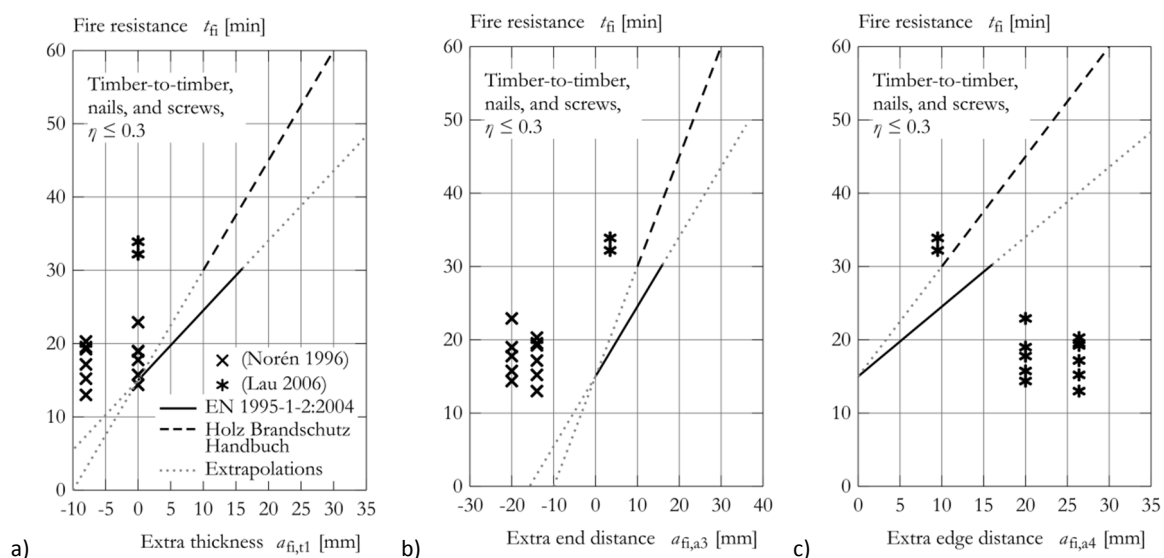 Fire resistance t_fi [min]
60
50
40
30
20
10
0
Timber-to-timber,
nails, and screws,
η ≤ 0.3
(Norén 1996)
(Lau 2006)
EN 1995-1-2:2004
Holz Brandschutz
Handbuch
Extrapolations
-10 -5 0 5 10 15 20 25 30 35
a) Extra thickness a_fi,t1 [mm]
Fire resistance t_fi [min]
60
50
40
30
20
10
0
Timber-to-timber,
nails, and screws,
η ≤ 0.3
-30 -20 -10 0 10 20 30 40
b) Extra end distance a_fi,a3 [mm]
Fire resistance t_fi [min]
60
50
40
30
20
10
0
Timber-to-timber,
nails, and screws,
η ≤ 0.3
0 5 10 15 20 25 30 35
c) Extra edge distance a_fi,a4 [mm]